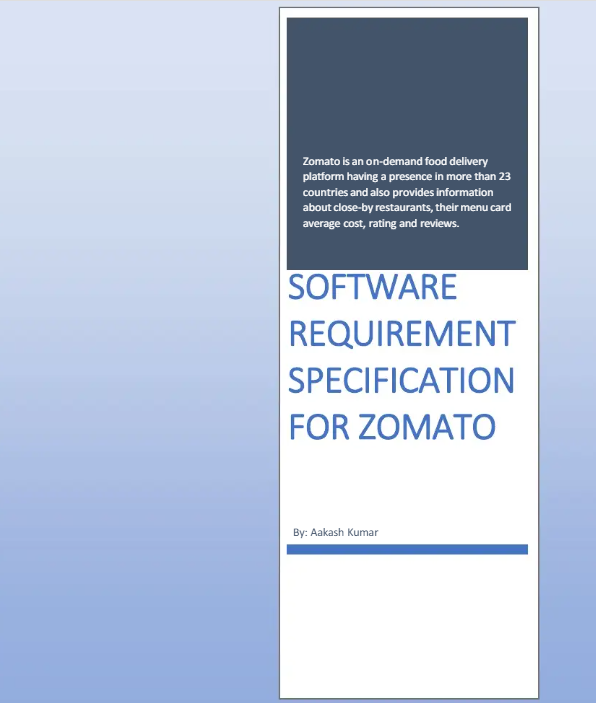 Zomato is an on-demand food delivery
platform having a presence in more than 23
countries and also provides information
about close-by restaurants, their menu card
average cost, rating and reviews.
SOFTWARE
REQUIREMENT
SPECIFICATION
FOR ZOMATO
By: Aakash Kumar